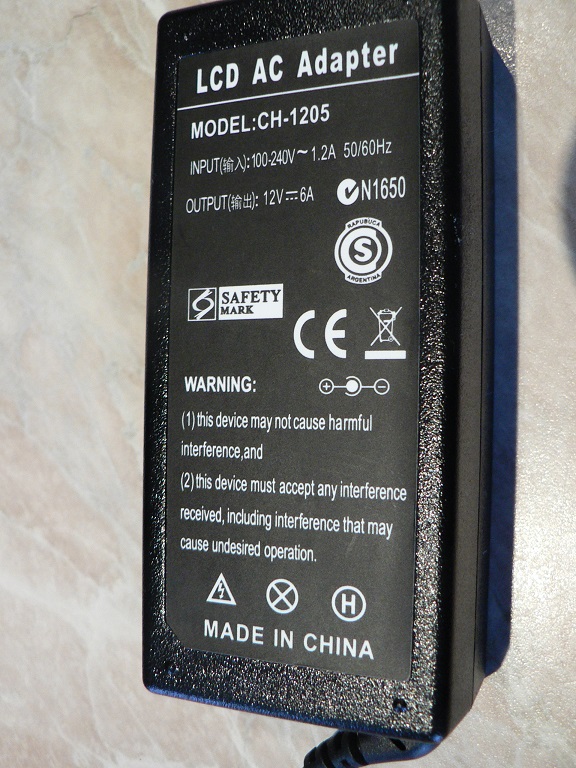 LCD AC Adapter
MODEL:CH-1205
INPUT(输入):100-240V~1.2A 50/60Hz
OUTPUT(输出): 12V⎓6A
N1650
RAPUBUCA
S
ARGENTINA
SAFETY
MARK
CE
WARNING:
(1) this device may not cause harmful
interference,and
(2) this device must accept any interference
received, including interference that may
cause undesired operation.
H
MADE IN CHINA